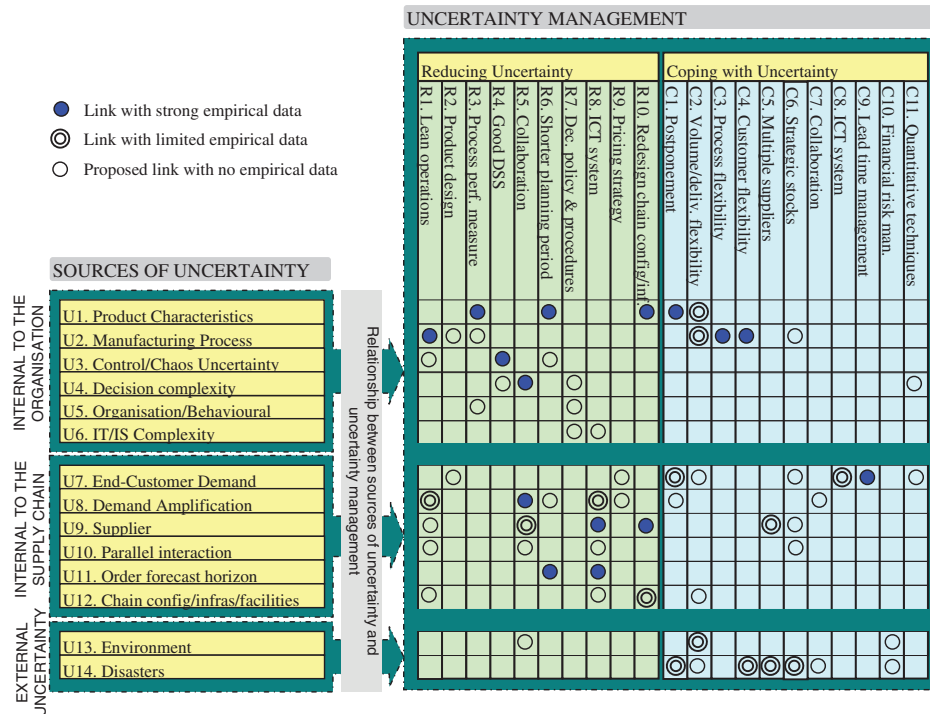 UNCERTAINTY MANAGEMENT
Reducing Uncertainty
Coping with Uncertainty
R1. Lean operations
R2. Product design
R3. Process perf. measure
R4. Good DSS
R5. Collaboration
R6. Shorter planning period
R7. Dec. policy & procedures
R8. ICT system
R9. Pricing strategy
R10. Redesign chain config/inf.
C1. Postponement
C2. Volume/deliv. flexibility
C3. Process flexibility
C4. Customer flexibility
C5. Multiple suppliers
C6. Strategic stocks
C7. Collaboration
C8. ICT system
C9. Lead time management
C10. Financial risk man.
C11. Quantitative techniques
Link with strong empirical data
Link with limited empirical data
Proposed link with no empirical data
SOURCES OF UNCERTAINTY
INTERNAL TO THE
ORGANISATION
U1. Product Characteristics
U2. Manufacturing Process
U3. Control/Chaos Uncertainty
U4. Decision complexity
U5. Organisation/Behavioural
U6. IT/IS Complexity
INTERNAL TO THE
SUPPLY CHAIN
U7. End-Customer Demand
U8. Demand Amplification
U9. Supplier
U10. Parallel interaction
U11. Order forecast horizon
U12. Chain config/infras/facilities
EXTERNAL
UNCERTAINTY
U13. Environment
U14. Disasters
Relationship between sources of uncertainty and
uncertainty management